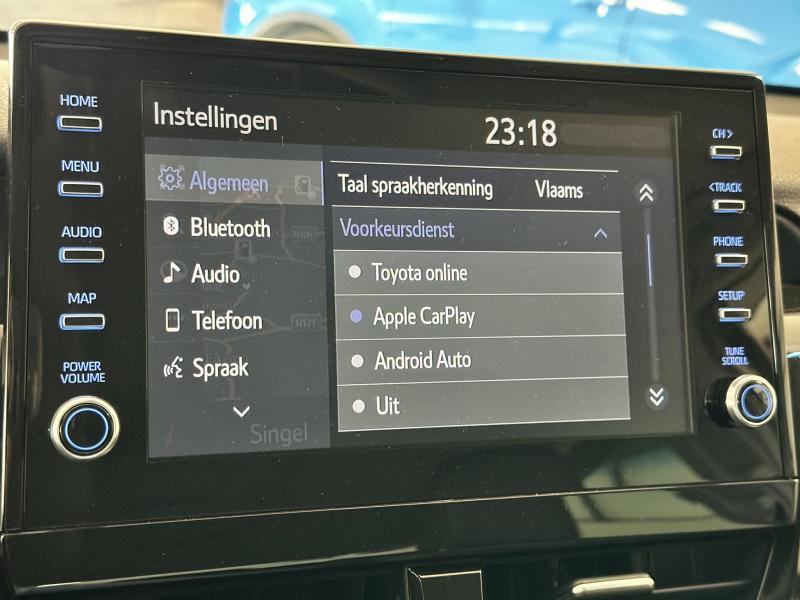 HOME
MENU
AUDIO
MAP
POWER
VOLUME
Instellingen
23:18
Algemeen
Bluetooth
Audio
Telefoon
Spraak
Singel
Taal spraakherkenning Vlaams
Voorkeursdienst
Toyota online
Apple CarPlay
Android Auto
Uit
CH>
<TRACK
PHONE
SETUP
TUNE
SCROLL